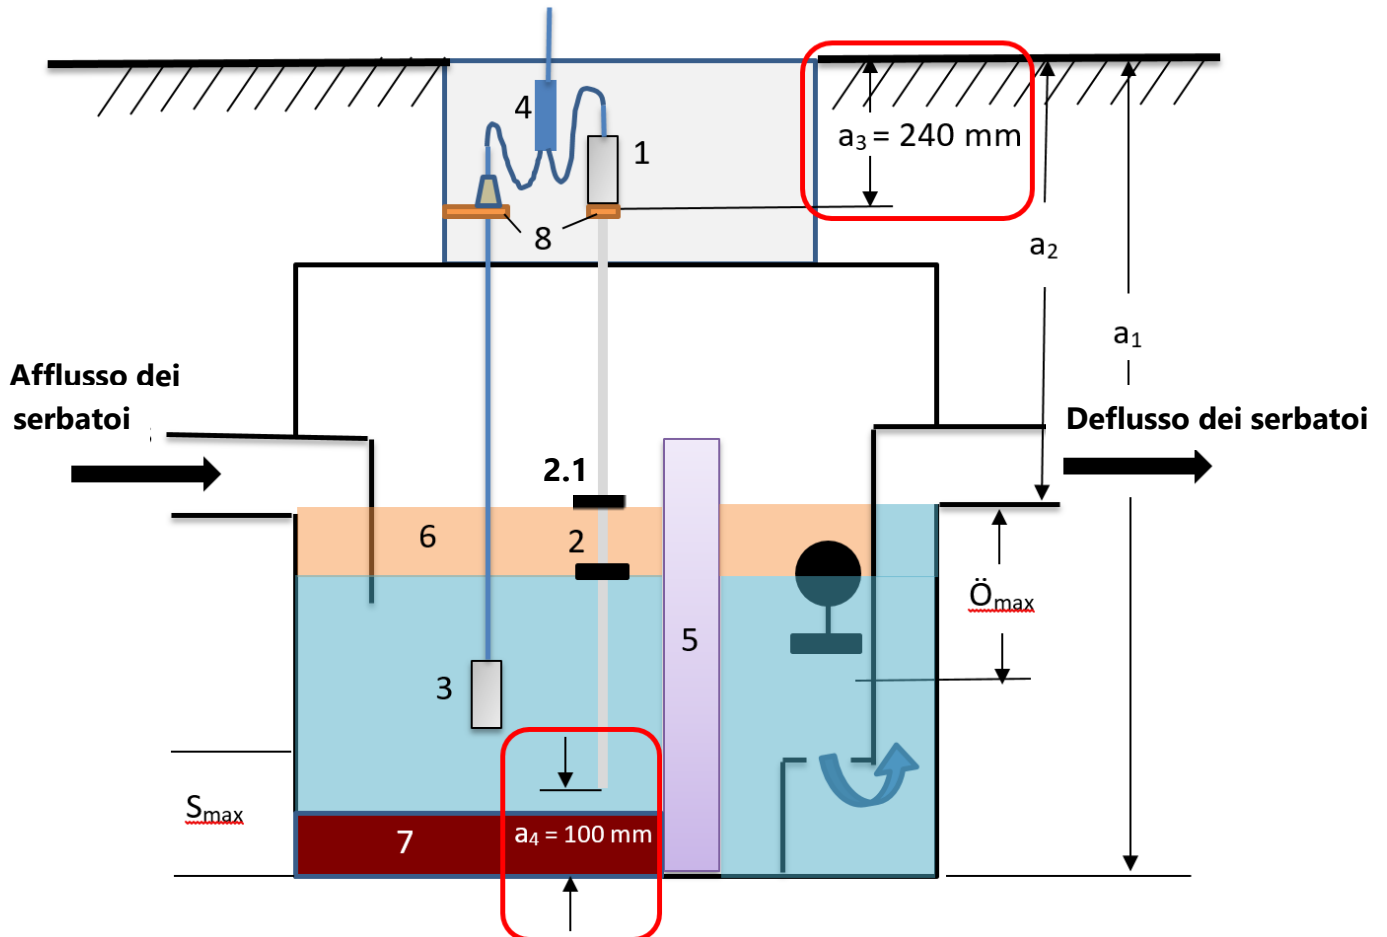 4
1
a₃ = 240 mm
8
a₂
a₁
Afflusso dei
serbatoi
Deflusso dei serbatoi
2.1
6
2
Ömax
5
3
Smax
7
a₄ = 100 mm